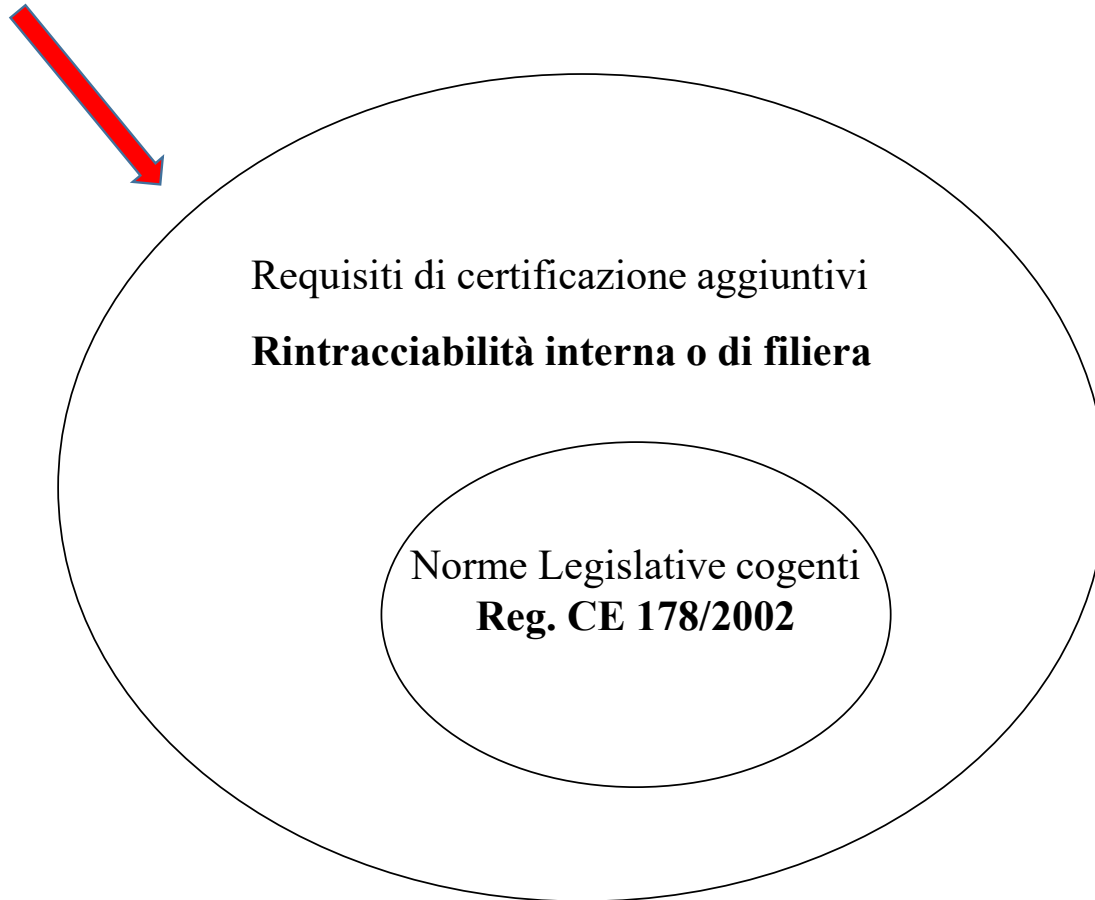 Requisiti di certificazione aggiuntivi
Rintracciabilità interna o di filiera
Norme Legislative cogenti
Reg. CE 178/2002